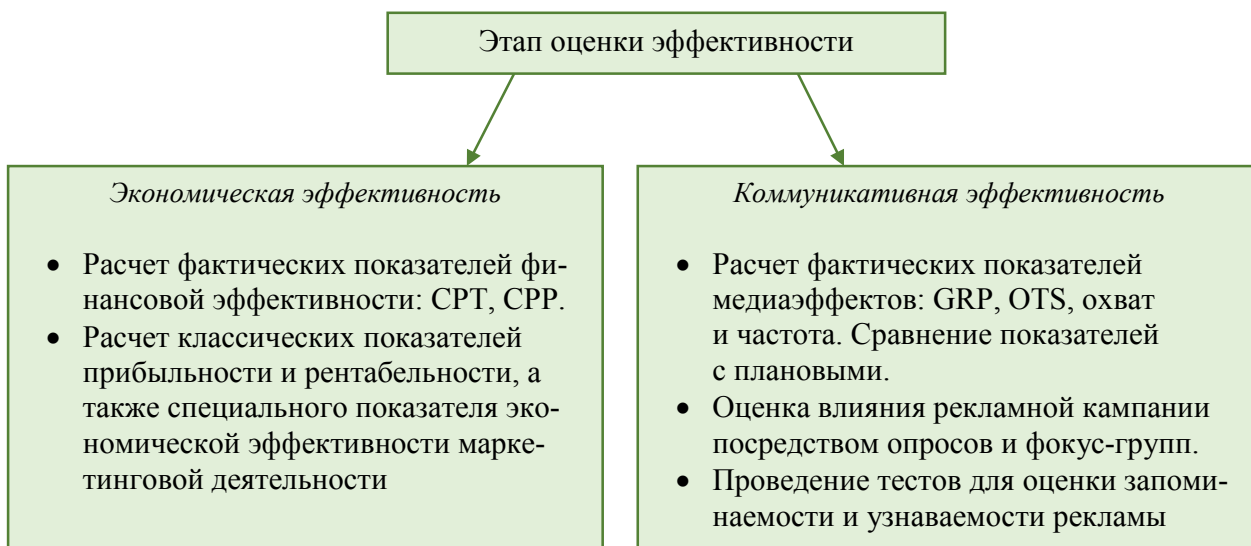 Этап оценки эффективности
Экономическая эффективность
• Расчет фактических показателей фи-
нансовой эффективности: CPT, CPP.
• Расчет классических показателей
прибыльности и рентабельности, а
также специального показателя эко-
номической эффективности марке-
тинговой деятельности
Коммуникативная эффективность
• Расчет фактических показателей
медиаэффектов: GRP, OTS, охват
и частота. Сравнение показателей
с плановыми.
• Оценка влияния рекламной кампании
посредством опросов и фокус-групп.
• Проведение тестов для оценки запоми-
наемости и узнаваемости рекламы